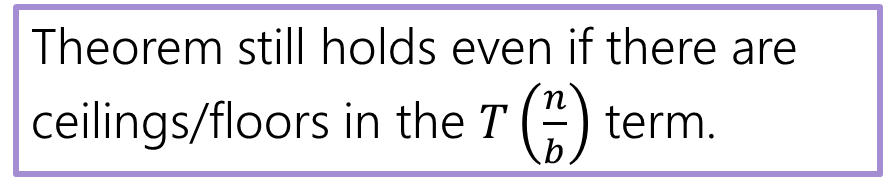 Theorem still holds even if there are
ceilings/floors in the T(n/b) term.